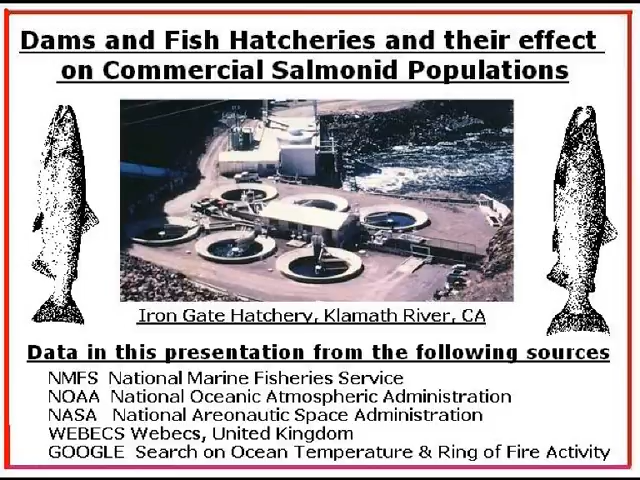 Dams and Fish Hatcheries and their effect
on Commercial Salmonid Populations
Iron Gate Hatchery, Klamath River, CA
Data in this presentation from the following sources
NMFS National Marine Fisheries Service
NOAA National Oceanic Atmospheric Administration
NASA National Areonautic Space Administration
WEBECS Webecs, United Kingdom
GOOGLE Search on Ocean Temperature & Ring of Fire Activity